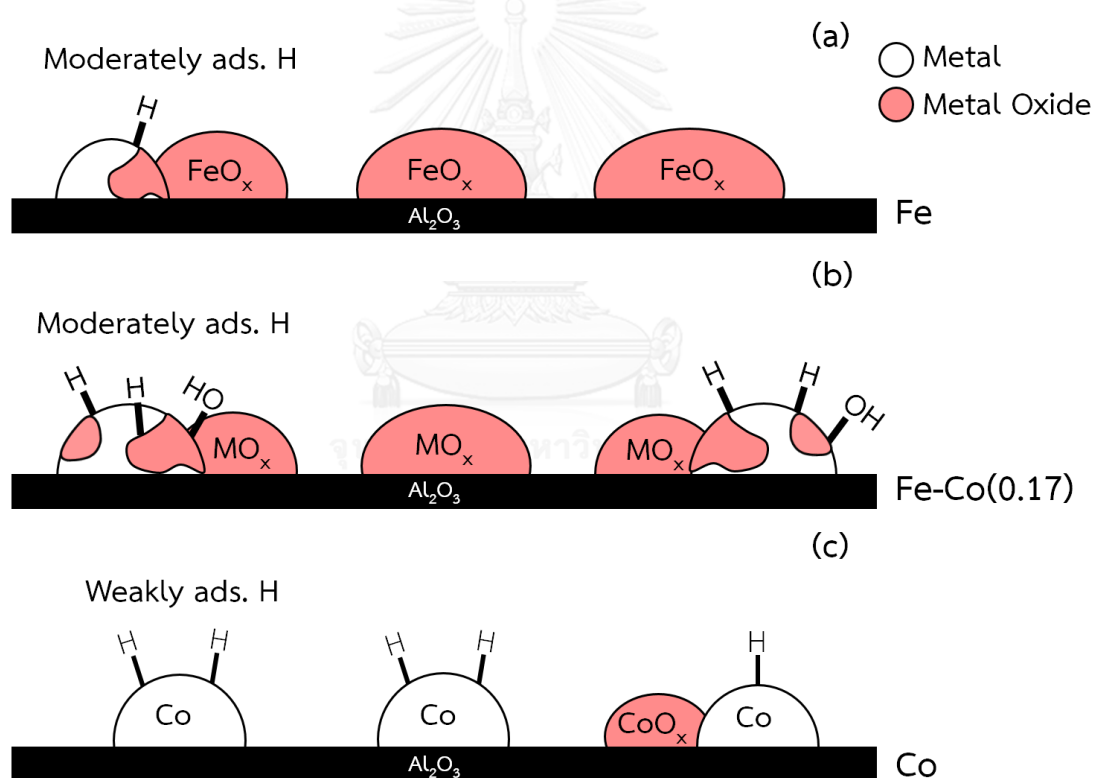 (a)
Moderately ads. H
Metal
Metal Oxide
H
FeOₓ
FeOₓ
FeOₓ
Al₂O₃
Fe
(b)
Moderately ads. H
H
H
HO
H
H
OH
MOₓ
MOₓ
MOₓ
Al₂O₃
Fe-Co(0.17)
(c)
Weakly ads. H
H
H
H
H
H
Co
Co
CoOₓ
Co
Al₂O₃
Co